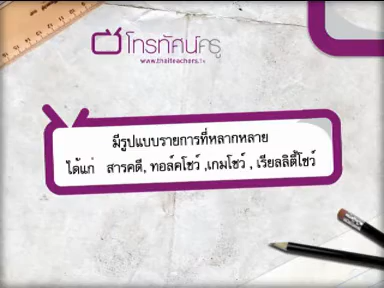 โทรทัศน์ครู
www.thaiteachers.tv
มีรูปแบบรายการที่หลากหลาย
ได้แก่ สารคดี, ทอล์คโชว์ ,เกมโชว์ , เรียลลิตี้โชว์